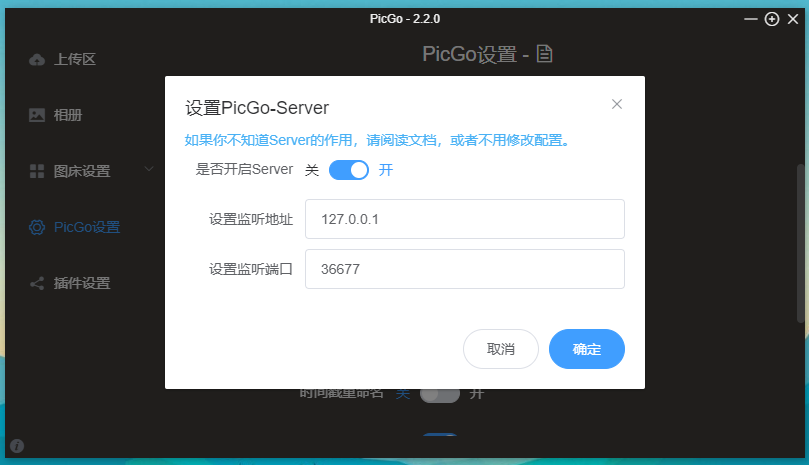 PicGo - 2.2.0
PicGo设置 -
上传区
相册
图床设置
PicGo设置
插件设置
设置PicGo-Server
如果你不知道Server的作用，请阅读文档，或者不用修改配置。
是否开启Server 关 开
设置监听地址 127.0.0.1
设置监听端口 36677
取消 确定
时间戳重命名 关 开